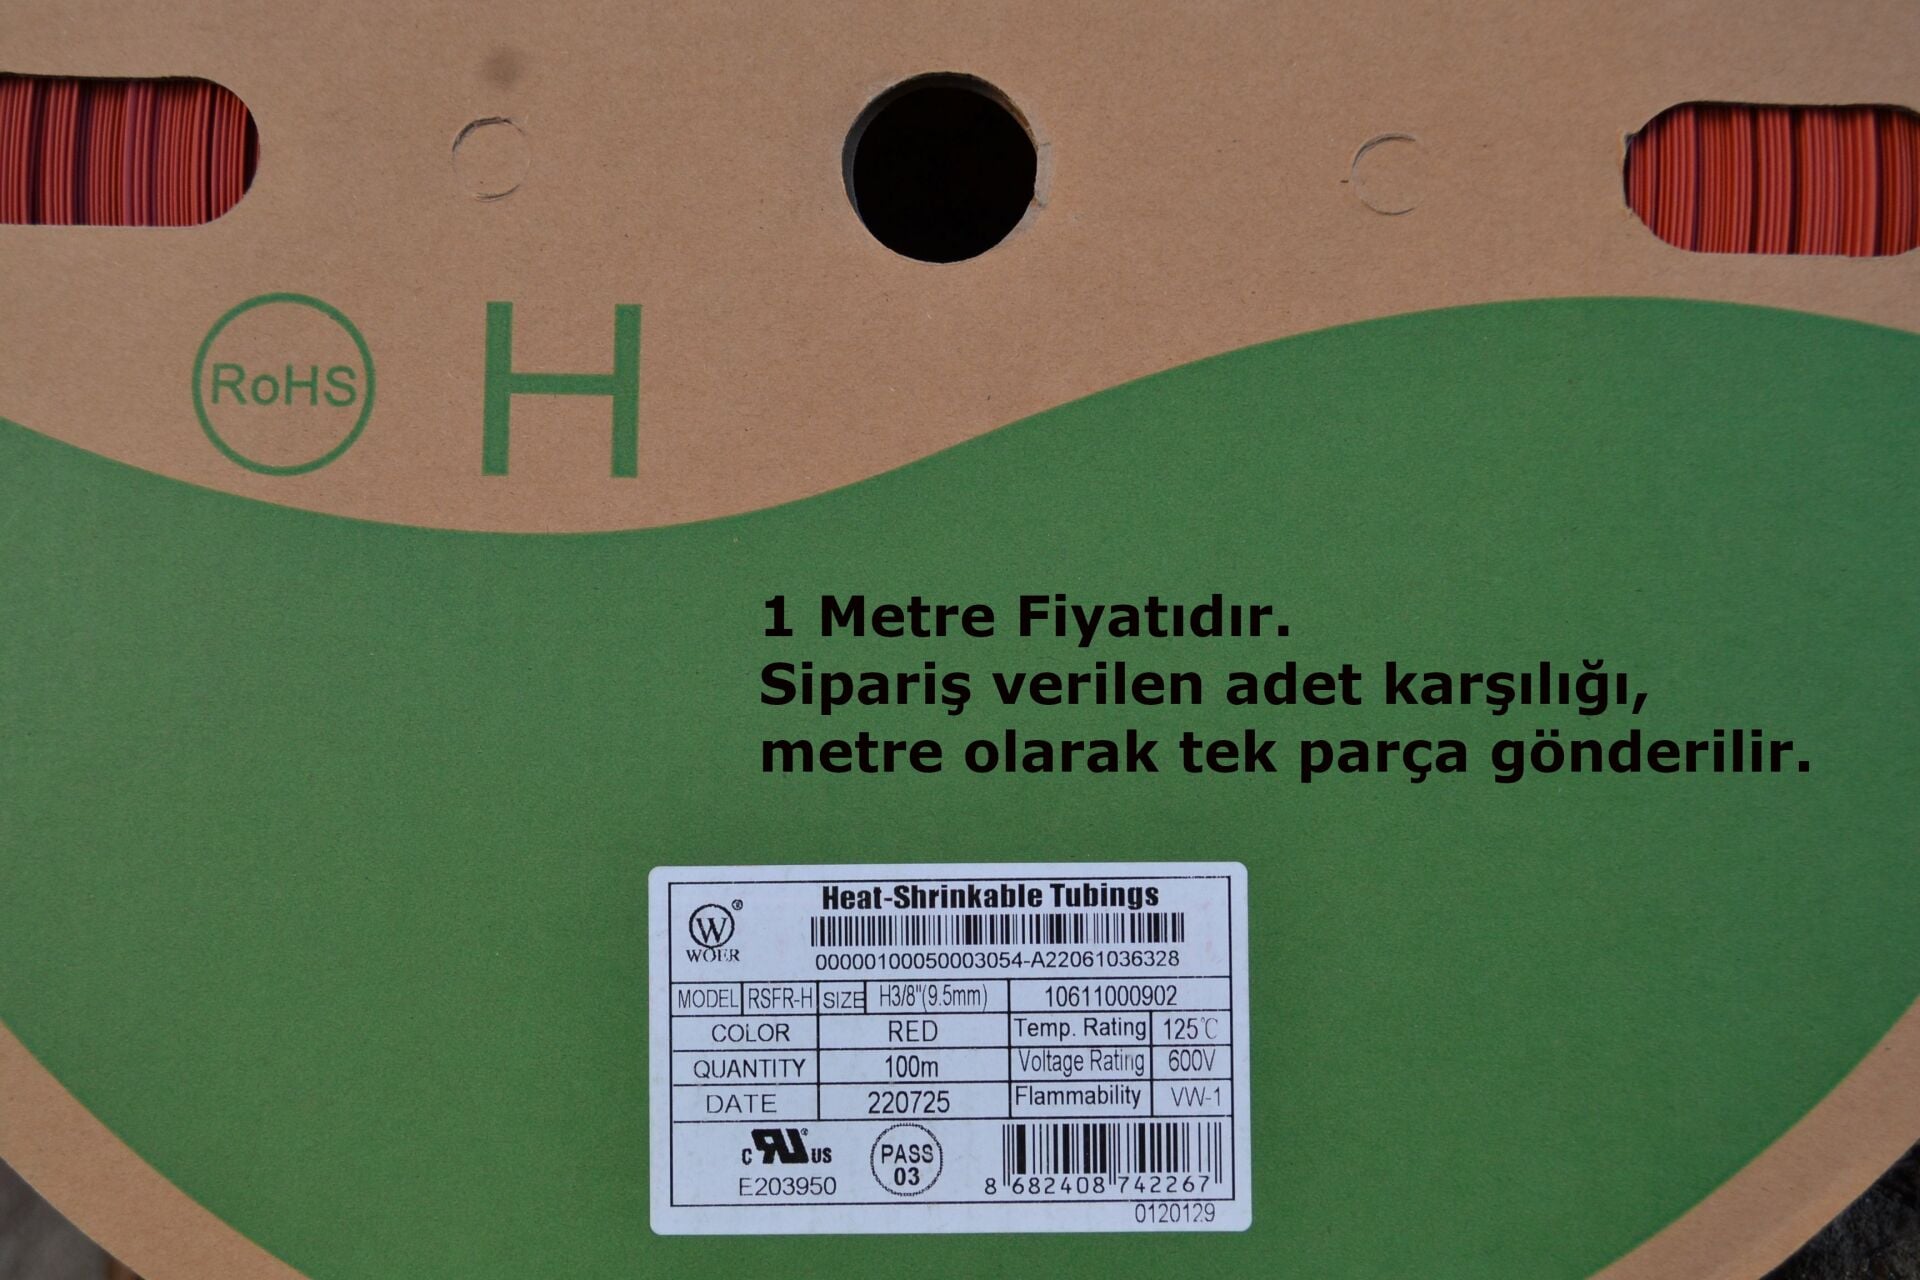 RoHS H
1 Metre Fiyatıdır.
Sipariş verilen adet karşılığı,
metre olarak tek parça gönderilir.
Heat-Shrinkable Tubings
W®
WOER
00000100050003054-A22061036328
MODEL RSFR-H SIZE H3/8"(9.5mm) 10611000902
COLOR RED Temp. Rating 125℃
QUANTITY 100m Voltage Rating 600V
DATE 220725 Flammability VW-1
c RU® US
E203950
PASS
03
8 682408 742267
0120129